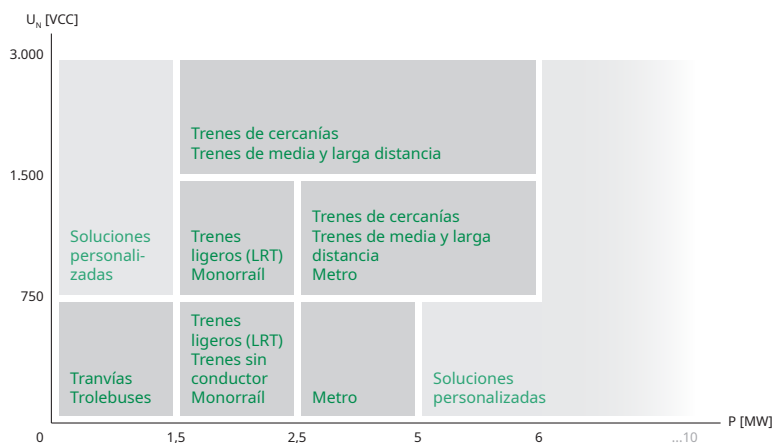 U_N [VCC]
3.000
Trenes de cercanías
Trenes de media y larga distancia
1.500
Soluciones
personali-
zadas
Trenes
ligeros (LRT)
Monorraíl
Trenes de cercanías
Trenes de media y larga
distancia
Metro
750
Tranvías
Trolebuses
Trenes
ligeros (LRT)
Trenes sin
conductor
Monorraíl
Metro
Soluciones
personalizadas
P [MW]
0
1,5
2,5
5
6
...10